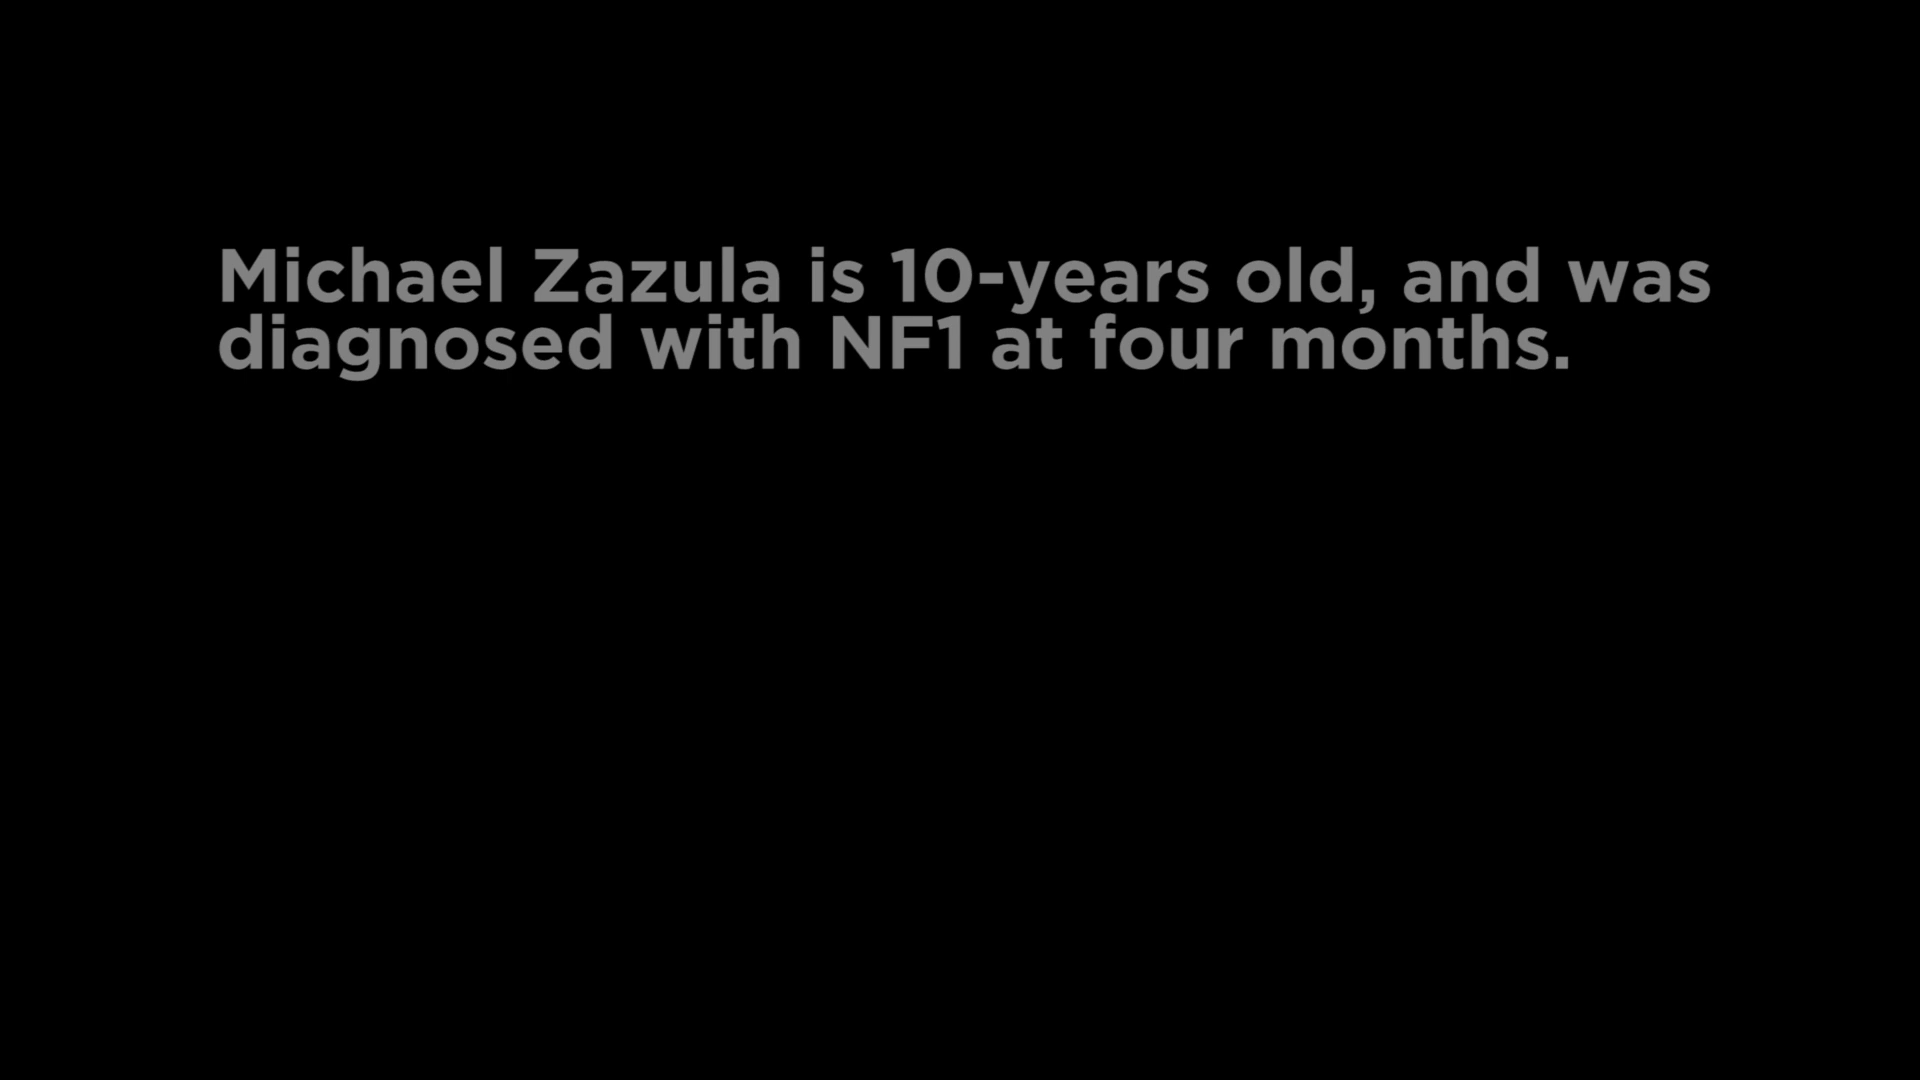 Michael Zazula is 10-years old, and was
diagnosed with NF1 at four months.